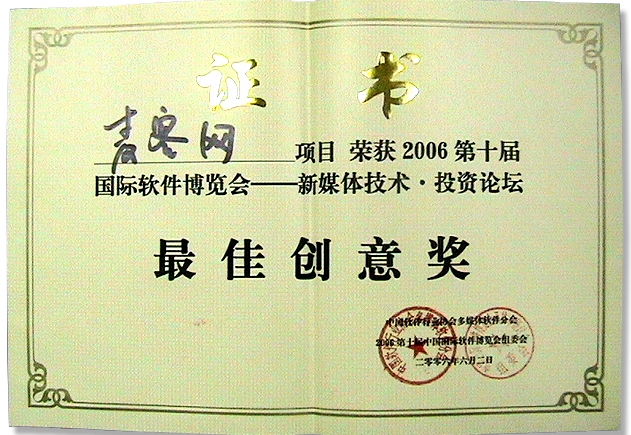 证书
麦客网 项目 荣获 2006 第十届
国际软件博览会——新媒体技术·投资论坛
最佳创意奖
中国软件行业协会多媒体软件分会
2006 第十届中国国际软件博览会组委会
二零零六年六月二日